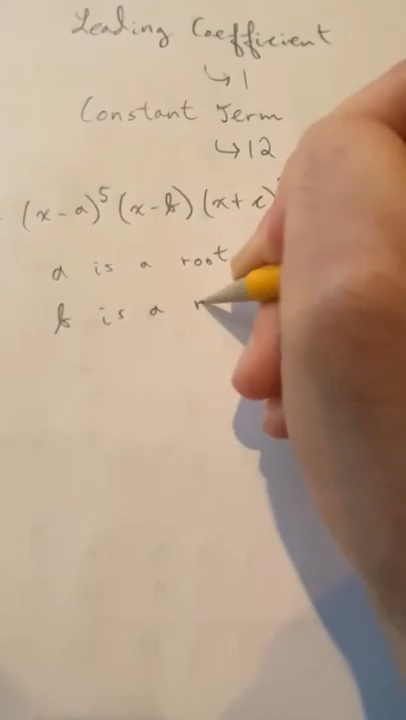 Leading Coefficient
↳ 1
Constant Term
↳ 12
(x-a)⁵ (x-b) (x+c)
a is a root
b is a r